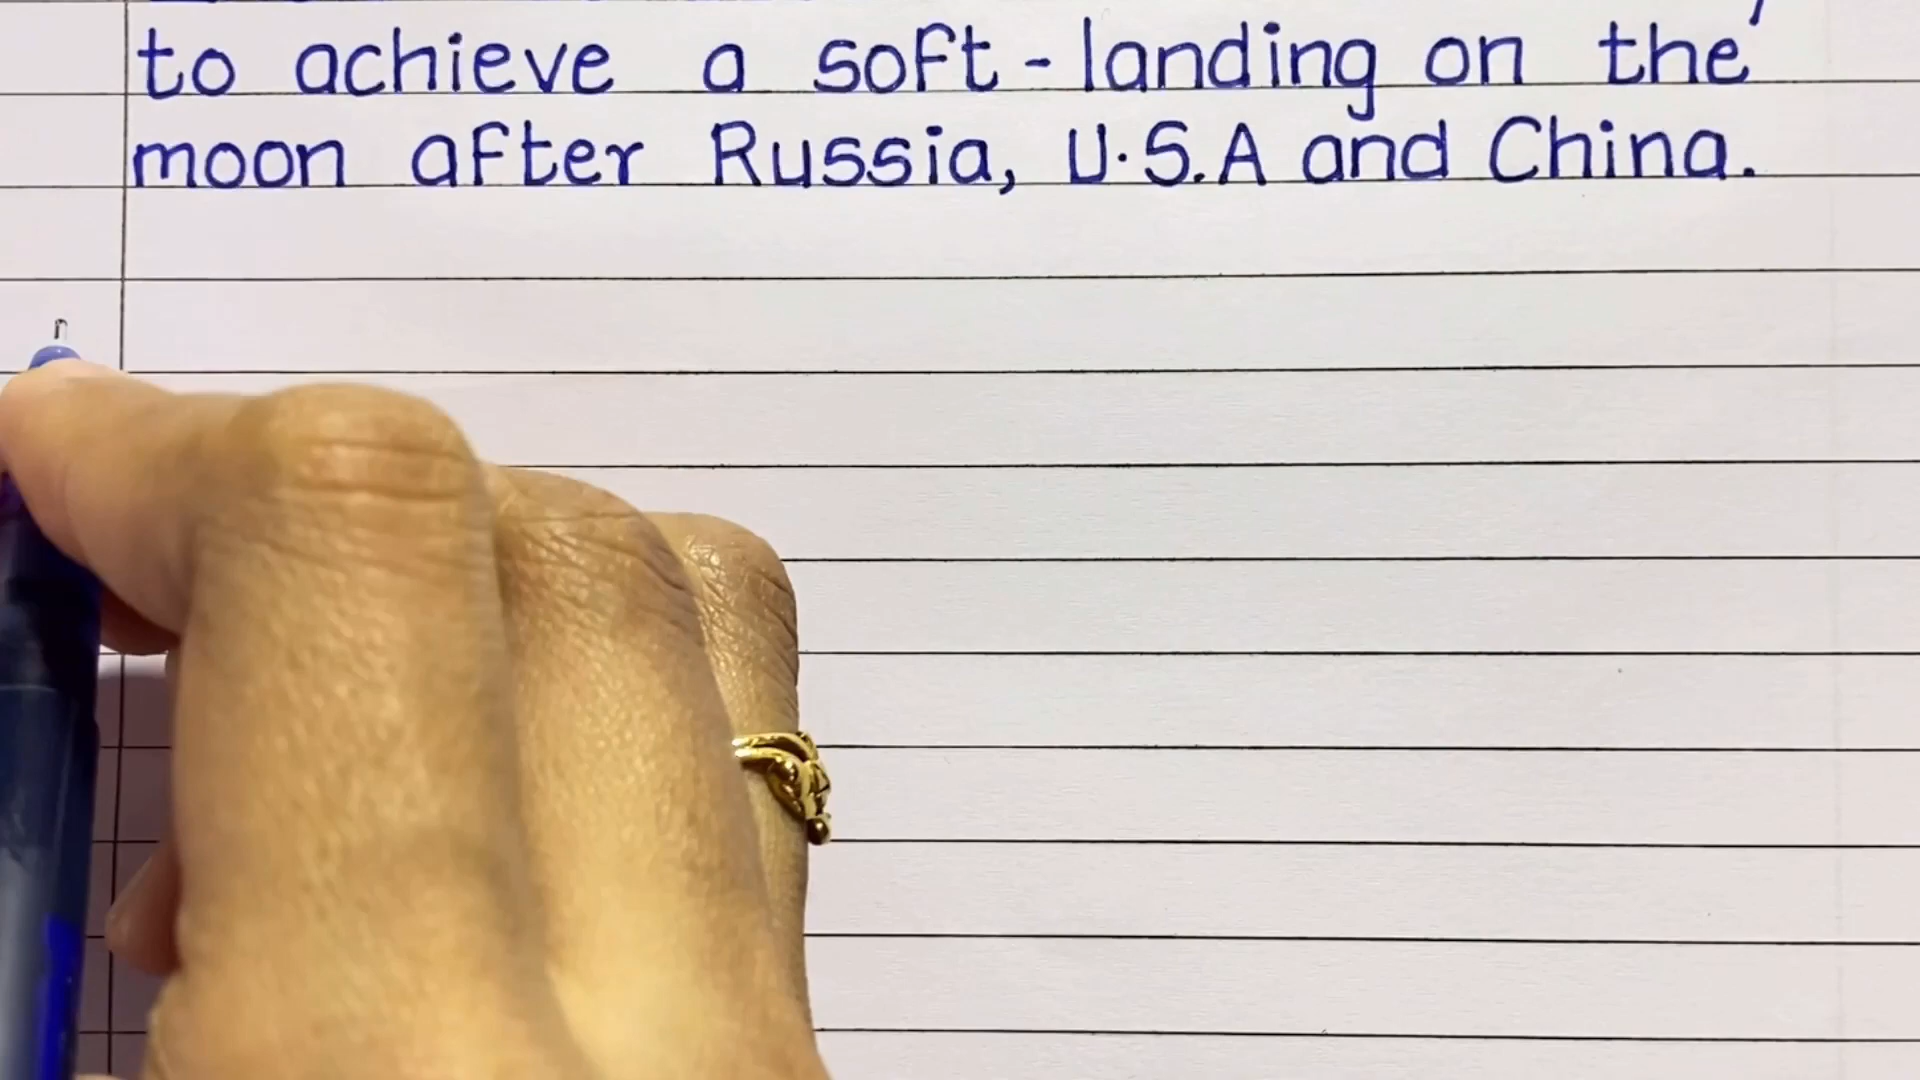 to achieve a soft-landing on the
moon after Russia, U.S.A and China.